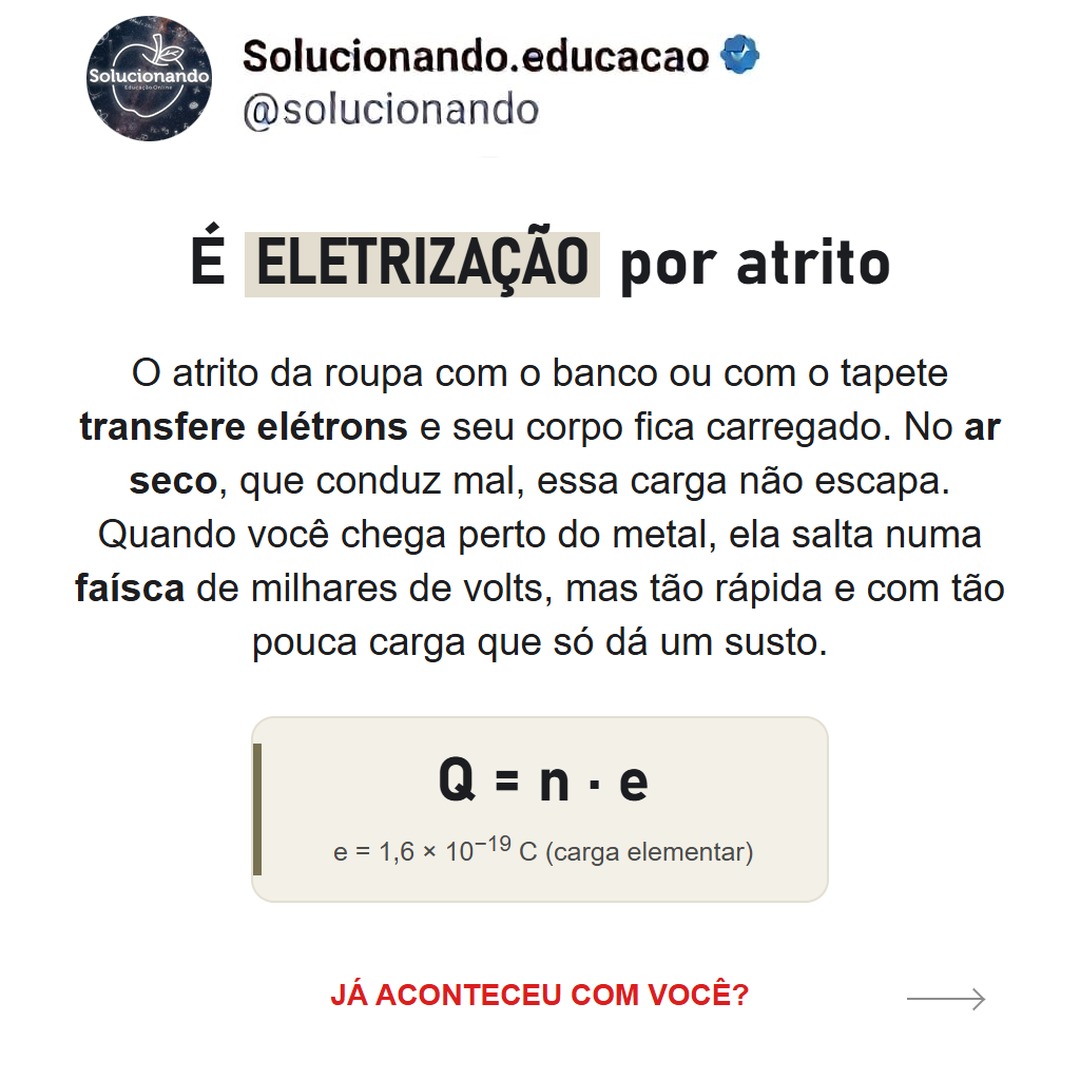 Solucionando
Educação Online
Solucionando.educacao
@solucionando
É ELETRIZAÇÃO por atrito
O atrito da roupa com o banco ou com o tapete
transfere elétrons e seu corpo fica carregado. No ar
seco, que conduz mal, essa carga não escapa.
Quando você chega perto do metal, ela salta numa
faísca de milhares de volts, mas tão rápida e com tão
pouca carga que só dá um susto.
Q = n · e
e = 1,6 × 10⁻¹⁹ C (carga elementar)
JÁ ACONTECEU COM VOCÊ?